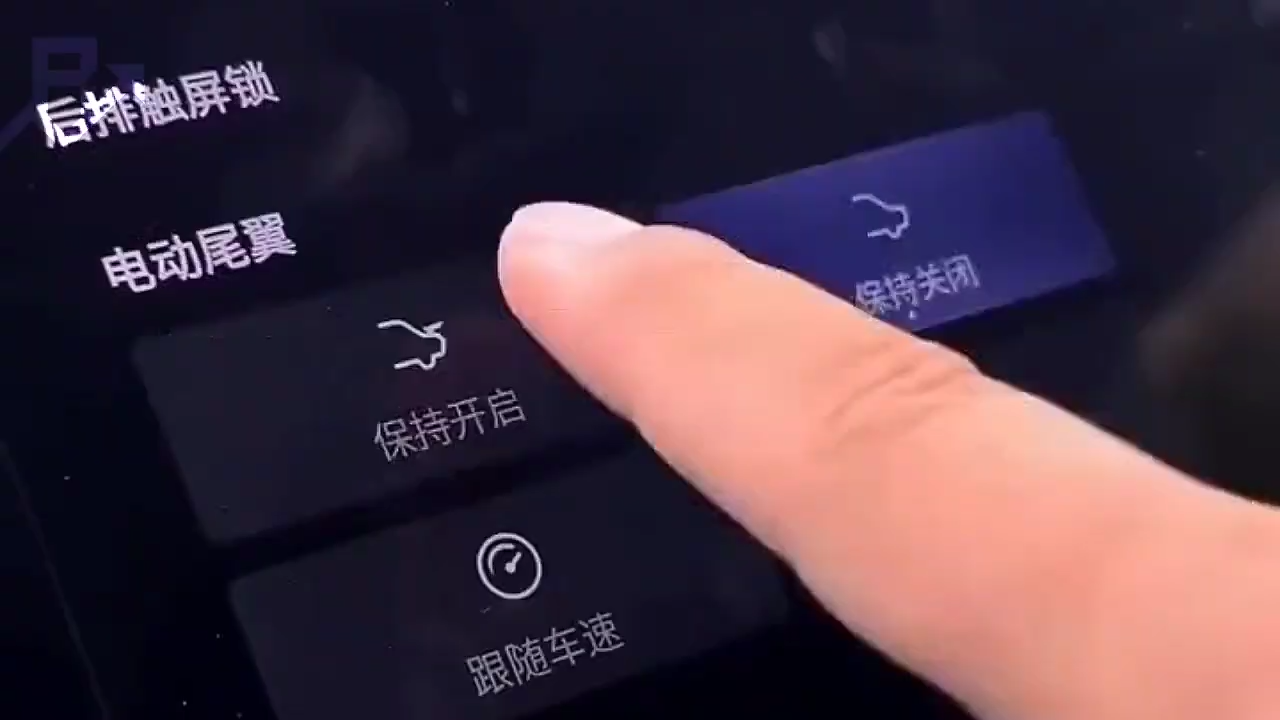 后排触屏锁
电动尾翼
保持开启
保持关闭
跟随车速